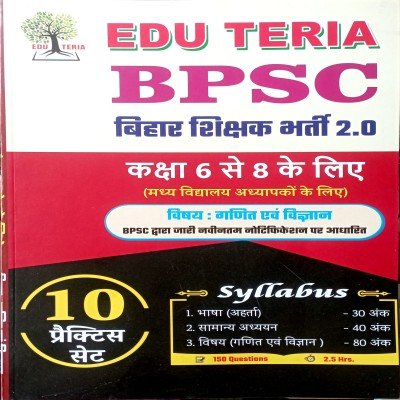 EDU TERIA
EDU TERIA
BPSC
बिहार शिक्षक भर्ती 2.0
कक्षा 6 से 8 के लिए
(मध्य विद्यालय अध्यापकों के लिए)
विषय : गणित एवं विज्ञान
BPSC द्वारा जारी नवीनतम नोटिफिकेशन पर आधारित
10
प्रैक्टिस
सेट
Syllabus
1. भाषा (अहर्ता) - 30 अंक
2. सामान्य अध्ययन - 40 अंक
3. विषय (गणित एवं विज्ञान ) - 80 अंक
150 Questions 2.5 Hrs.